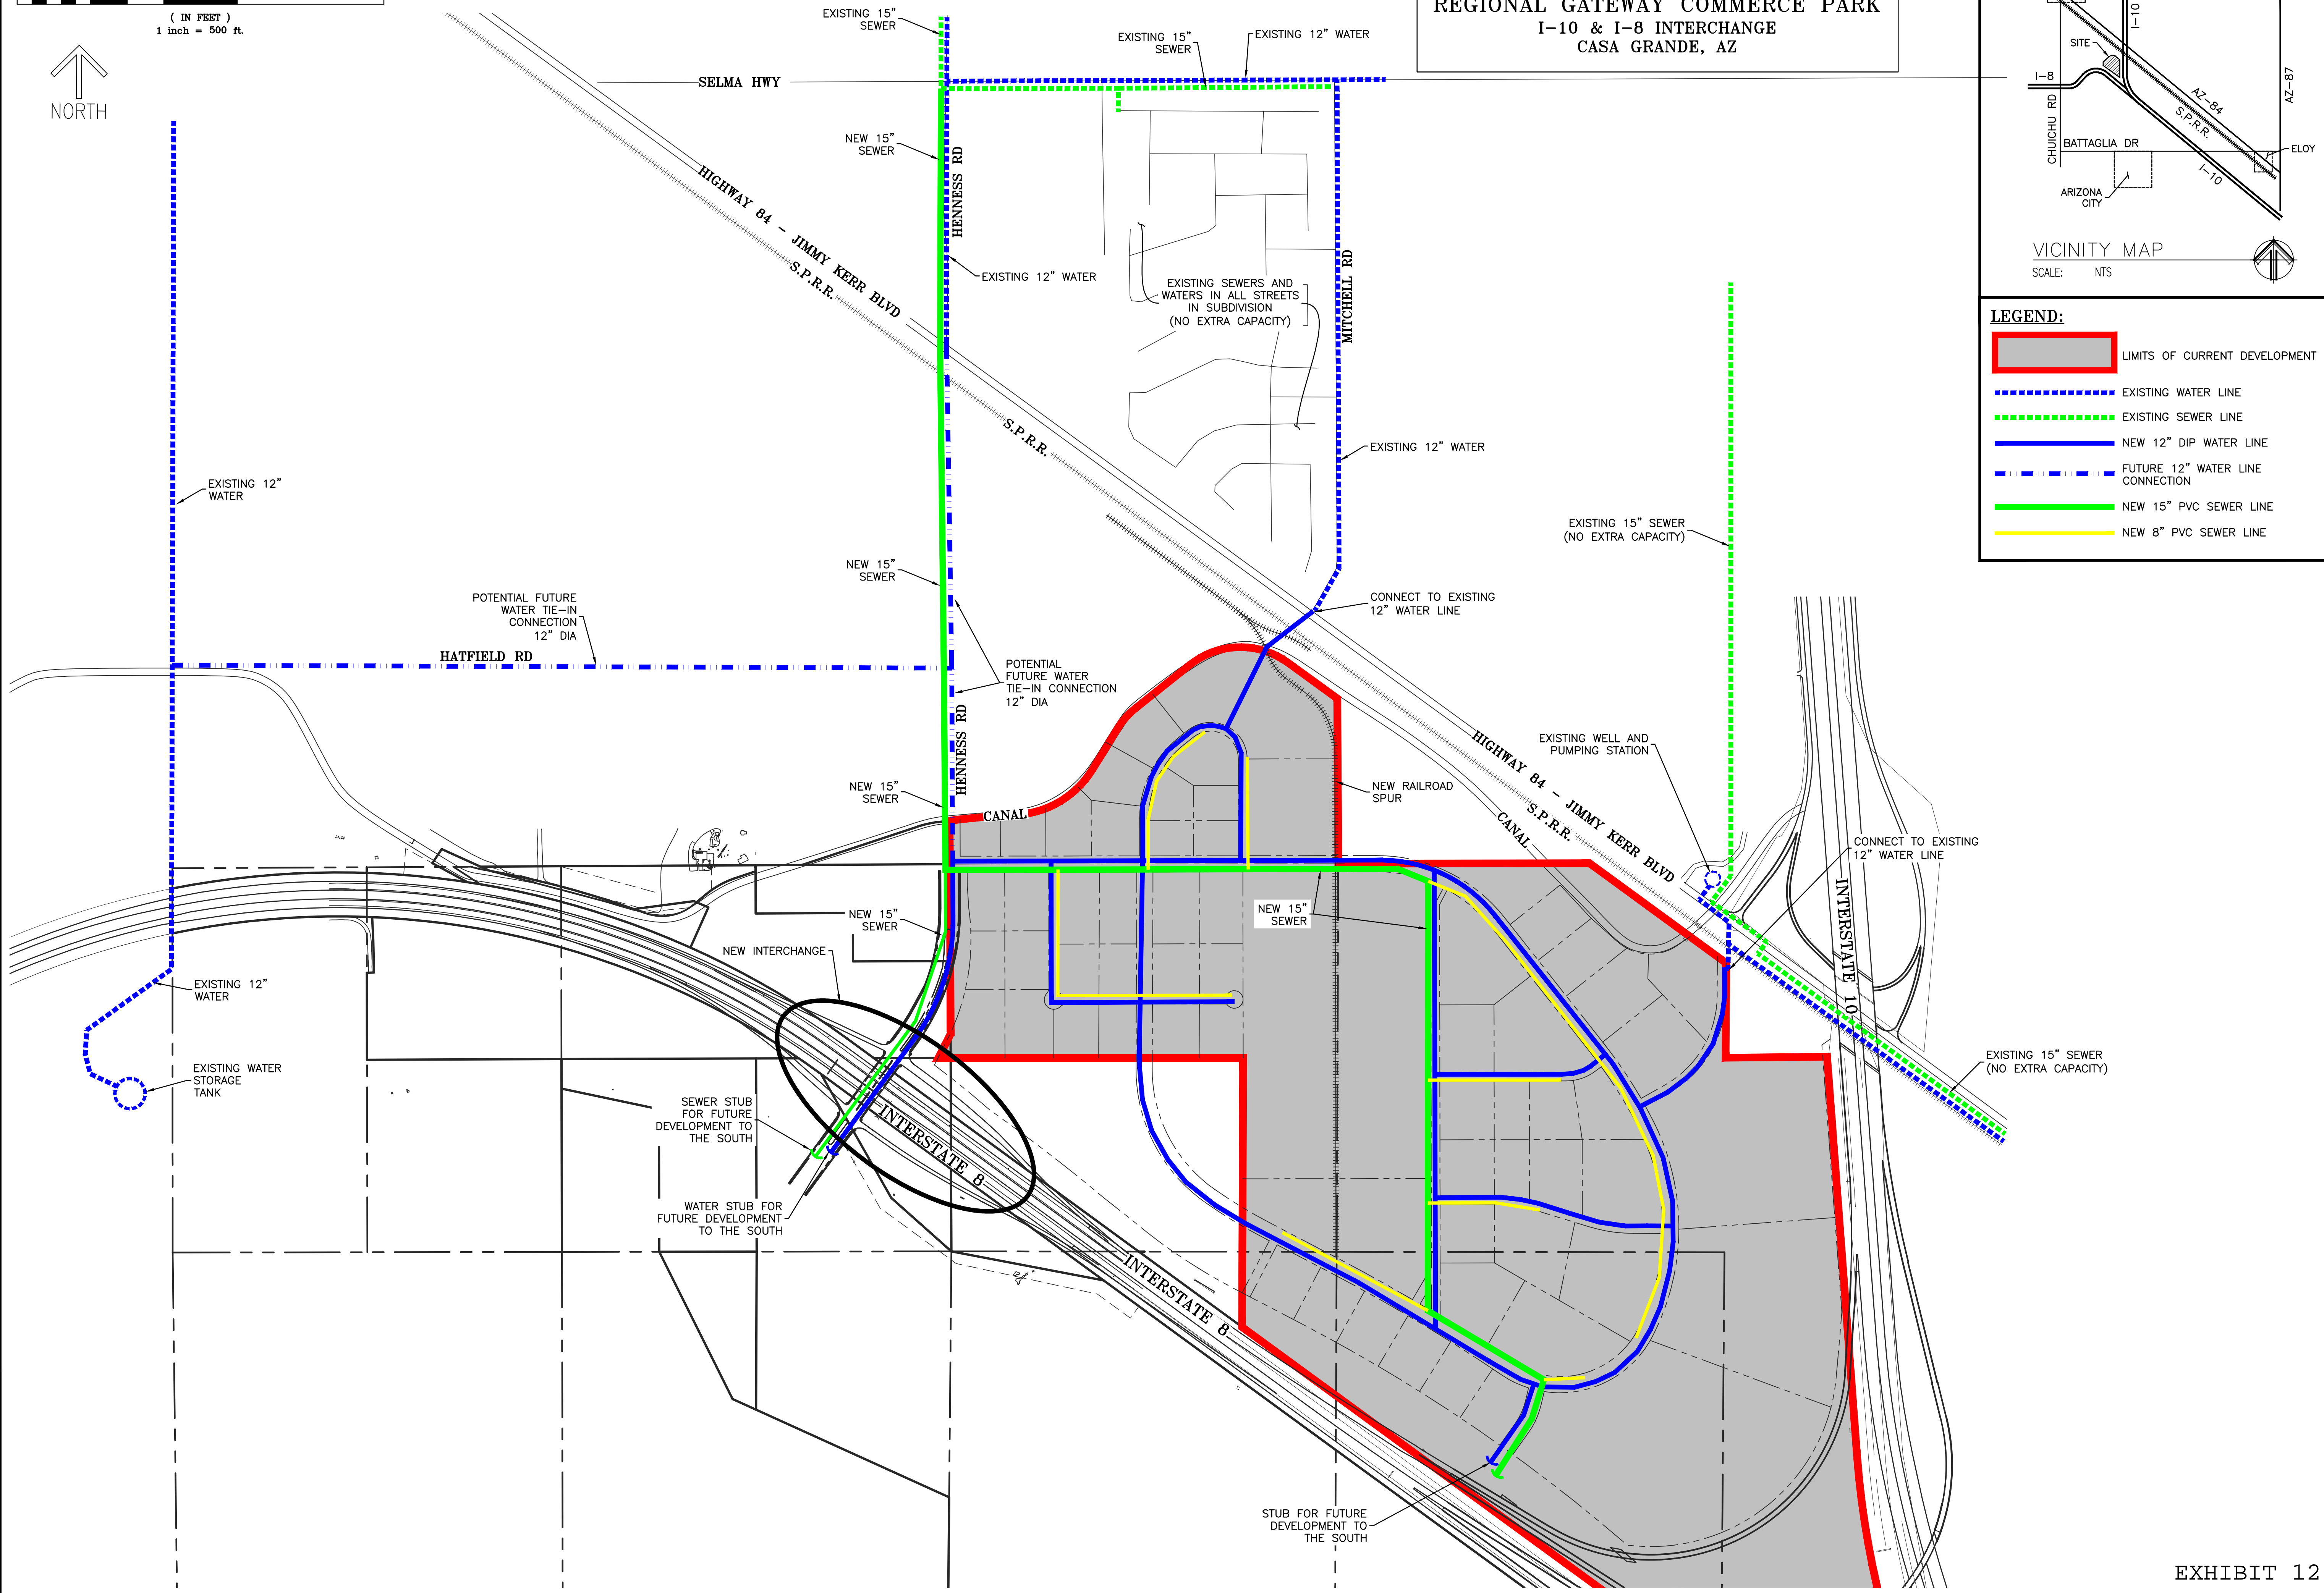 ( IN FEET )
1 inch = 500 ft.
NORTH
REGIONAL GATEWAY COMMERCE PARK
I-10 & I-8 INTERCHANGE
CASA GRANDE, AZ
I-10
SITE
I-8
CHUICHU RD
AZ-84
S.P.R.R.
AZ-87
BATTAGLIA DR
ELOY
I-10
ARIZONA
CITY
VICINITY MAP
SCALE: NTS
LEGEND:
LIMITS OF CURRENT DEVELOPMENT
EXISTING WATER LINE
EXISTING SEWER LINE
NEW 12" DIP WATER LINE
FUTURE 12" WATER LINE
CONNECTION
NEW 15" PVC SEWER LINE
NEW 8" PVC SEWER LINE
EXISTING 15"
SEWER
EXISTING 15"
SEWER
EXISTING 12" WATER
SELMA HWY
NEW 15"
SEWER
HENNESS RD
HIGHWAY 84 - JIMMY KERR BLVD
S.P.R.R.
EXISTING 12" WATER
EXISTING SEWERS AND
WATERS IN ALL STREETS
IN SUBDIVISION
(NO EXTRA CAPACITY)
MITCHELL RD
S.P.R.R.
EXISTING 12" WATER
EXISTING 12"
WATER
EXISTING 15" SEWER
(NO EXTRA CAPACITY)
NEW 15"
SEWER
POTENTIAL FUTURE
WATER TIE-IN
CONNECTION
12" DIA
HATFIELD RD
CONNECT TO EXISTING
12" WATER LINE
POTENTIAL
FUTURE WATER
TIE-IN CONNECTION
12" DIA
HENNESS RD
EXISTING WELL AND
PUMPING STATION
HIGHWAY 84 - JIMMY KERR BLVD
S.P.R.R.
NEW 15"
SEWER
CANAL
NEW RAILROAD
SPUR
CANAL
CONNECT TO EXISTING
12" WATER LINE
INTERSTATE 10
NEW 15"
SEWER
NEW 15"
SEWER
NEW INTERCHANGE
EXISTING 12"
WATER
EXISTING WATER
STORAGE
TANK
EXISTING 15" SEWER
(NO EXTRA CAPACITY)
SEWER STUB
FOR FUTURE
DEVELOPMENT TO
THE SOUTH
INTERSTATE 8
WATER STUB FOR
FUTURE DEVELOPMENT
TO THE SOUTH
INTERSTATE 8
STUB FOR FUTURE
DEVELOPMENT TO
THE SOUTH
EXHIBIT 12